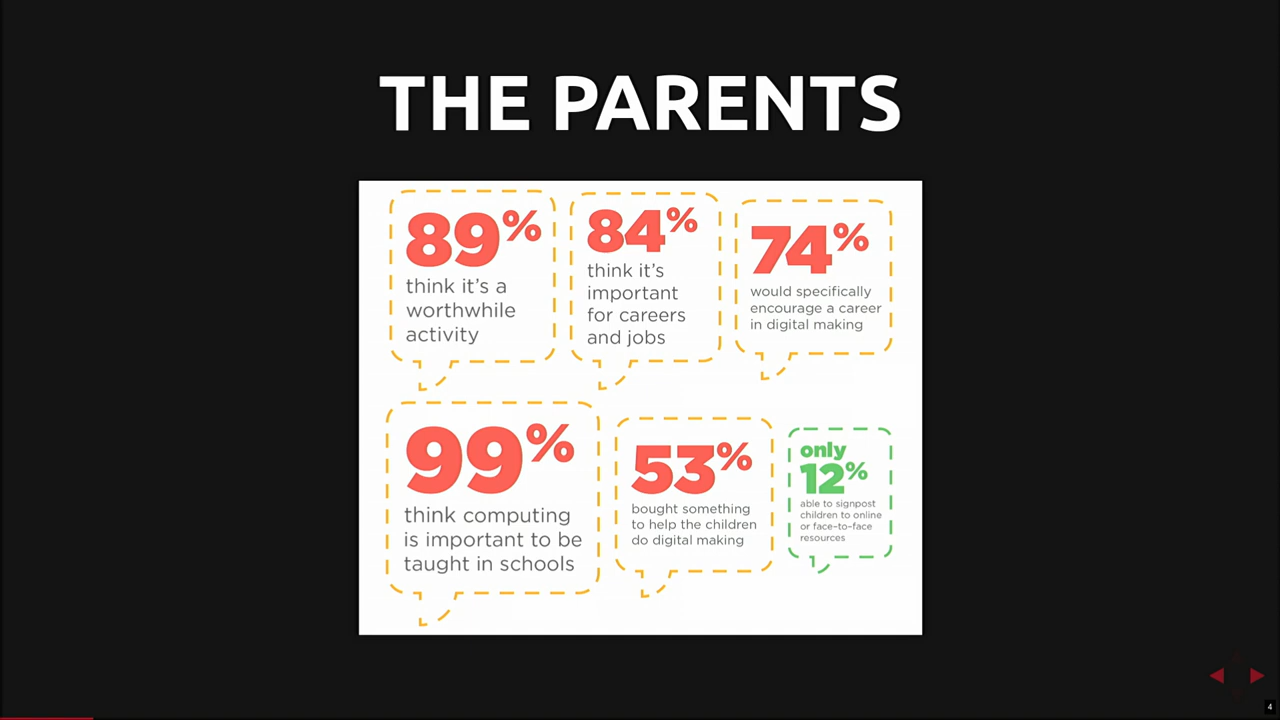 THE PARENTS
89%
think it's a
worthwhile
activity
84%
think it's
important
for careers
and jobs
74%
would specifically
encourage a career
in digital making
99%
think computing
is important to be
taught in schools
53%
bought something
to help the children
do digital making
only
12%
able to signpost
children to online
or face-to-face
resources
4